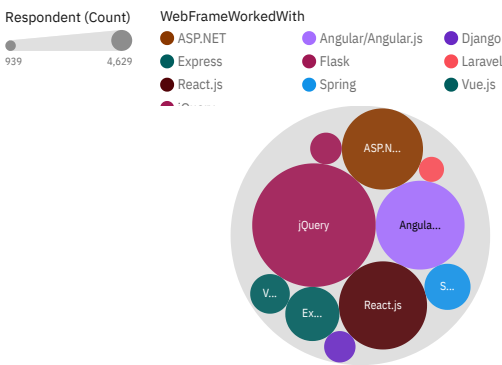 Respondent (Count)
939 4,629
WebFrameWorkedWith
ASP.NET Angular/Angular.js Django
Express Flask Laravel
React.js Spring Vue.js
jQuery
ASP.N...
jQuery
Angula...
V...
Ex...
React.js
S...